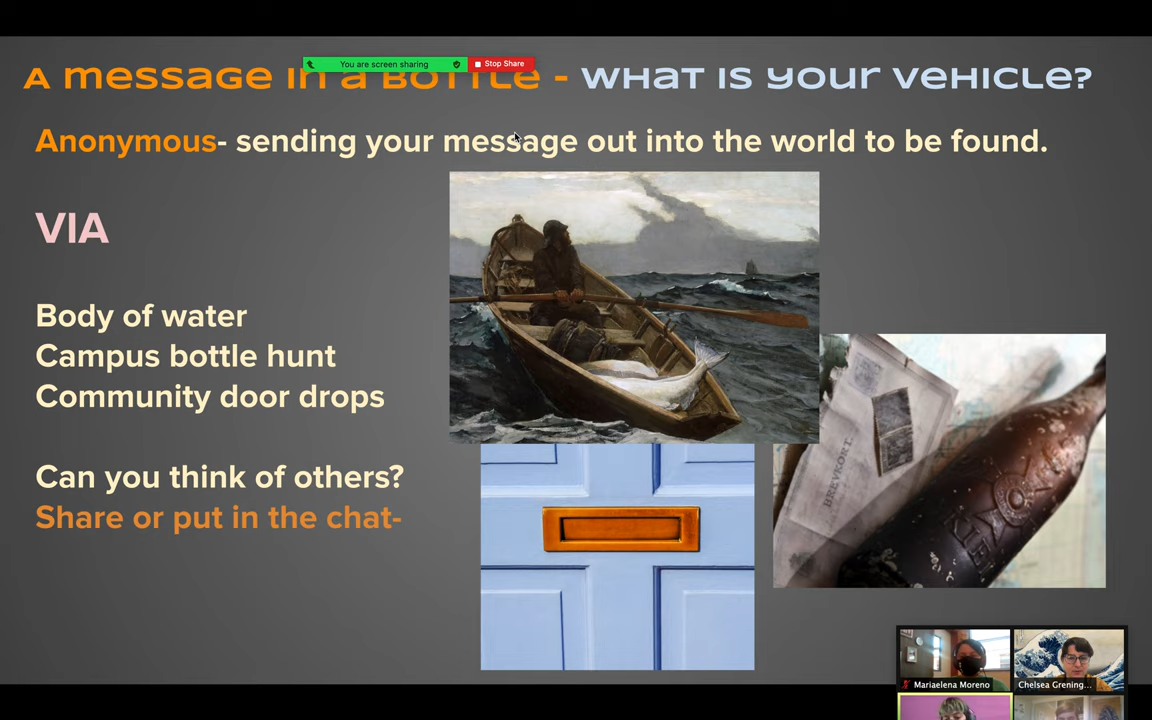 You are screen sharing
Stop Share
A message in a Bottle - What is your vehicle?
Anonymous- sending your message out into the world to be found.
VIA
Body of water
Campus bottle hunt
Community door drops
Can you think of others?
Share or put in the chat-
BREVKORT.
Mariaelena Moreno
Chelsea Grening...